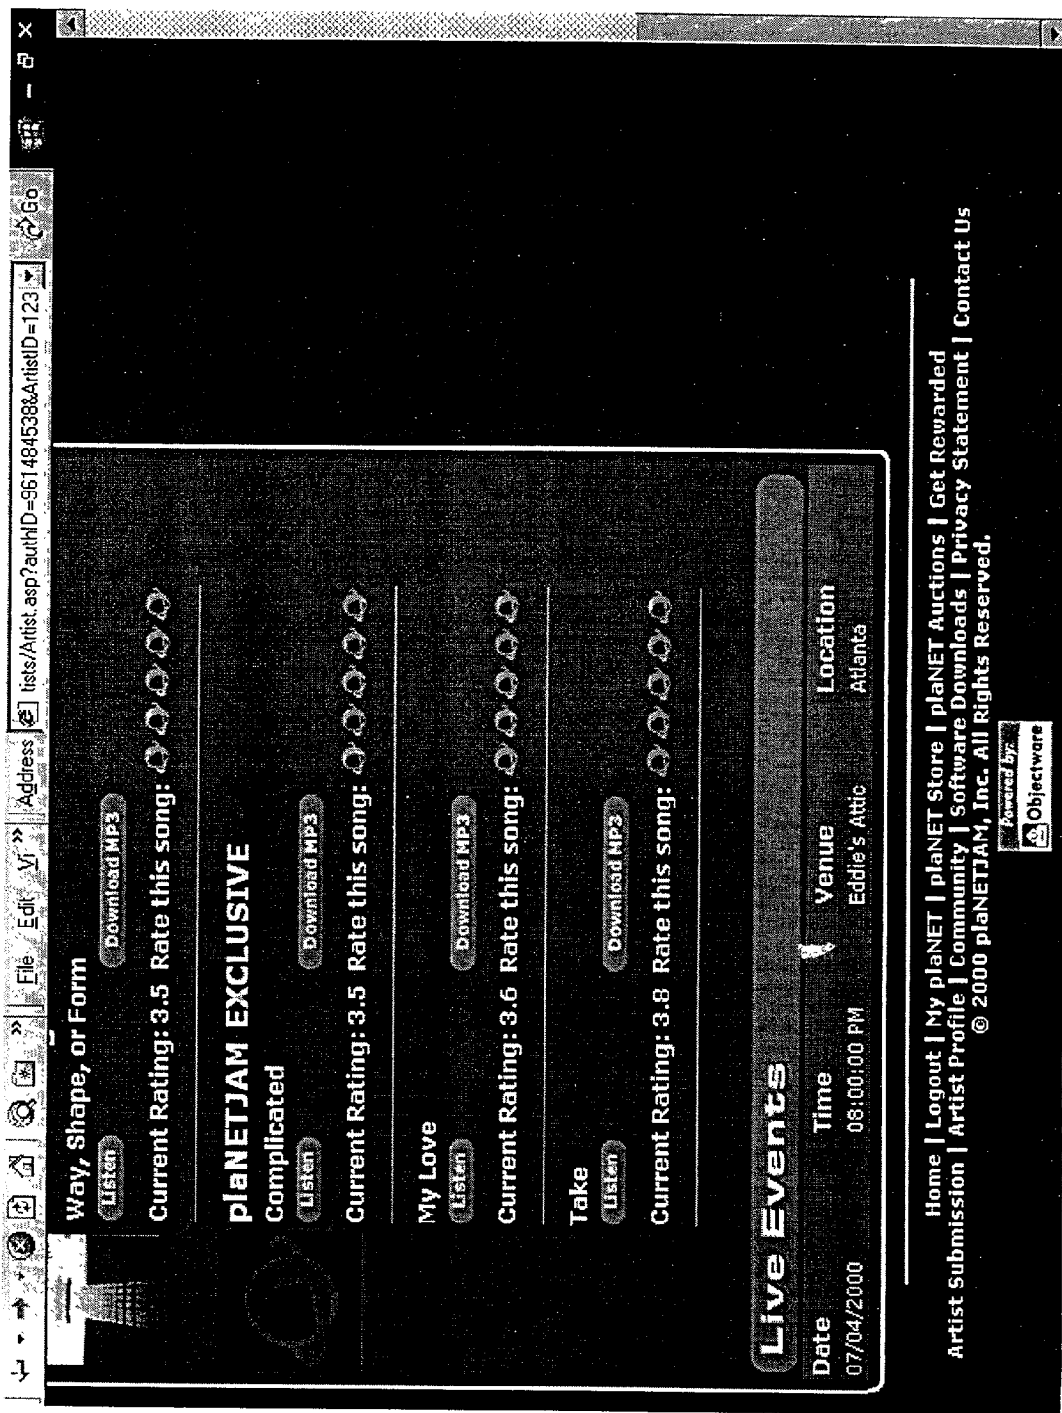 File Edit Vi » Address tists/Artist.asp?authID=961484538&ArtistID=123 Go
Way, Shape, or Form
Listen Download MP3
Current Rating: 3.5 Rate this song:
plaNETJAM EXCLUSIVE
Complicated
Listen Download MP3
Current Rating: 3.5 Rate this song:
My Love
Listen Download MP3
Current Rating: 3.6 Rate this song:
Take
Listen Download MP3
Current Rating: 3.8 Rate this song:
Live Events
Date Time Venue Location
07/04/2000 08:00:00 PM Eddie's Attic Atlanta
Home | Logout | My plaNET | plaNET Store | plaNET Auctions | Get Rewarded
Artist Submission | Artist Profile | Community | Software Downloads | Privacy Statement | Contact Us
© 2000 plaNETJAM, Inc. All Rights Reserved.
Powered by:
Objectware